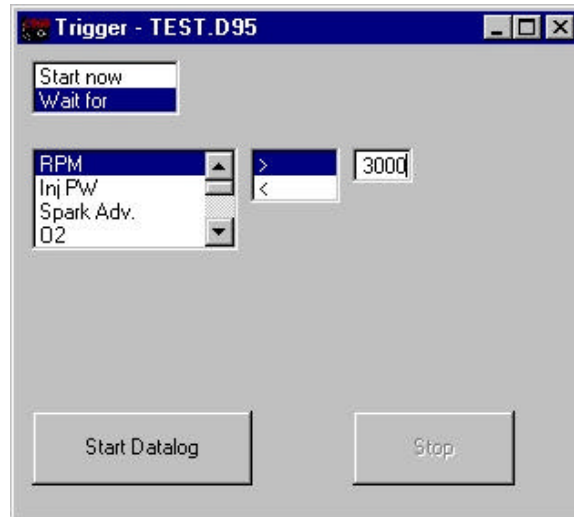 Trigger - TEST.D95
Start now
Wait for
RPM
Inj PW
Spark Adv.
O2
>
<
3000
Start Datalog
Stop